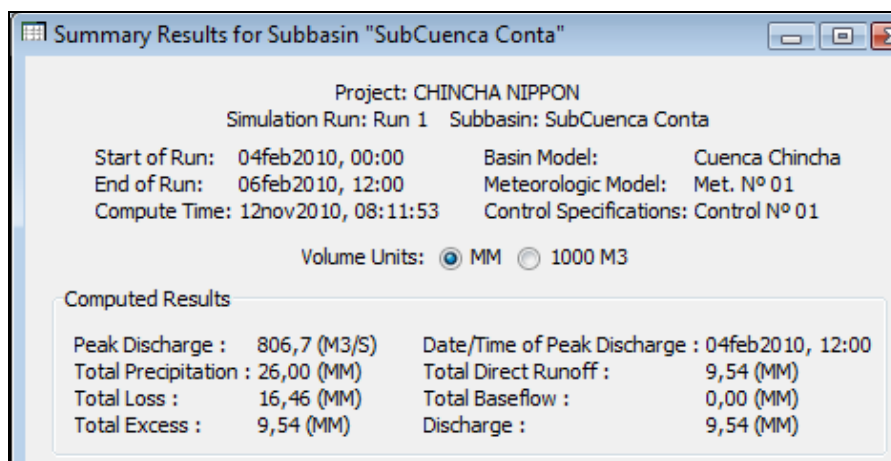 Summary Results for Subbasin "SubCuenca Conta"
Project: CHINCHA NIPPON
Simulation Run: Run 1 Subbasin: SubCuenca Conta
Start of Run: 04feb2010, 00:00 Basin Model: Cuenca Chincha
End of Run: 06feb2010, 12:00 Meteorologic Model: Met. Nº 01
Compute Time: 12nov2010, 08:11:53 Control Specifications: Control Nº 01
Volume Units: MM 1000 M3
Computed Results
Peak Discharge : 806,7 (M3/S) Date/Time of Peak Discharge : 04feb2010, 12:00
Total Precipitation : 26,00 (MM) Total Direct Runoff : 9,54 (MM)
Total Loss : 16,46 (MM) Total Baseflow : 0,00 (MM)
Total Excess : 9,54 (MM) Discharge : 9,54 (MM)